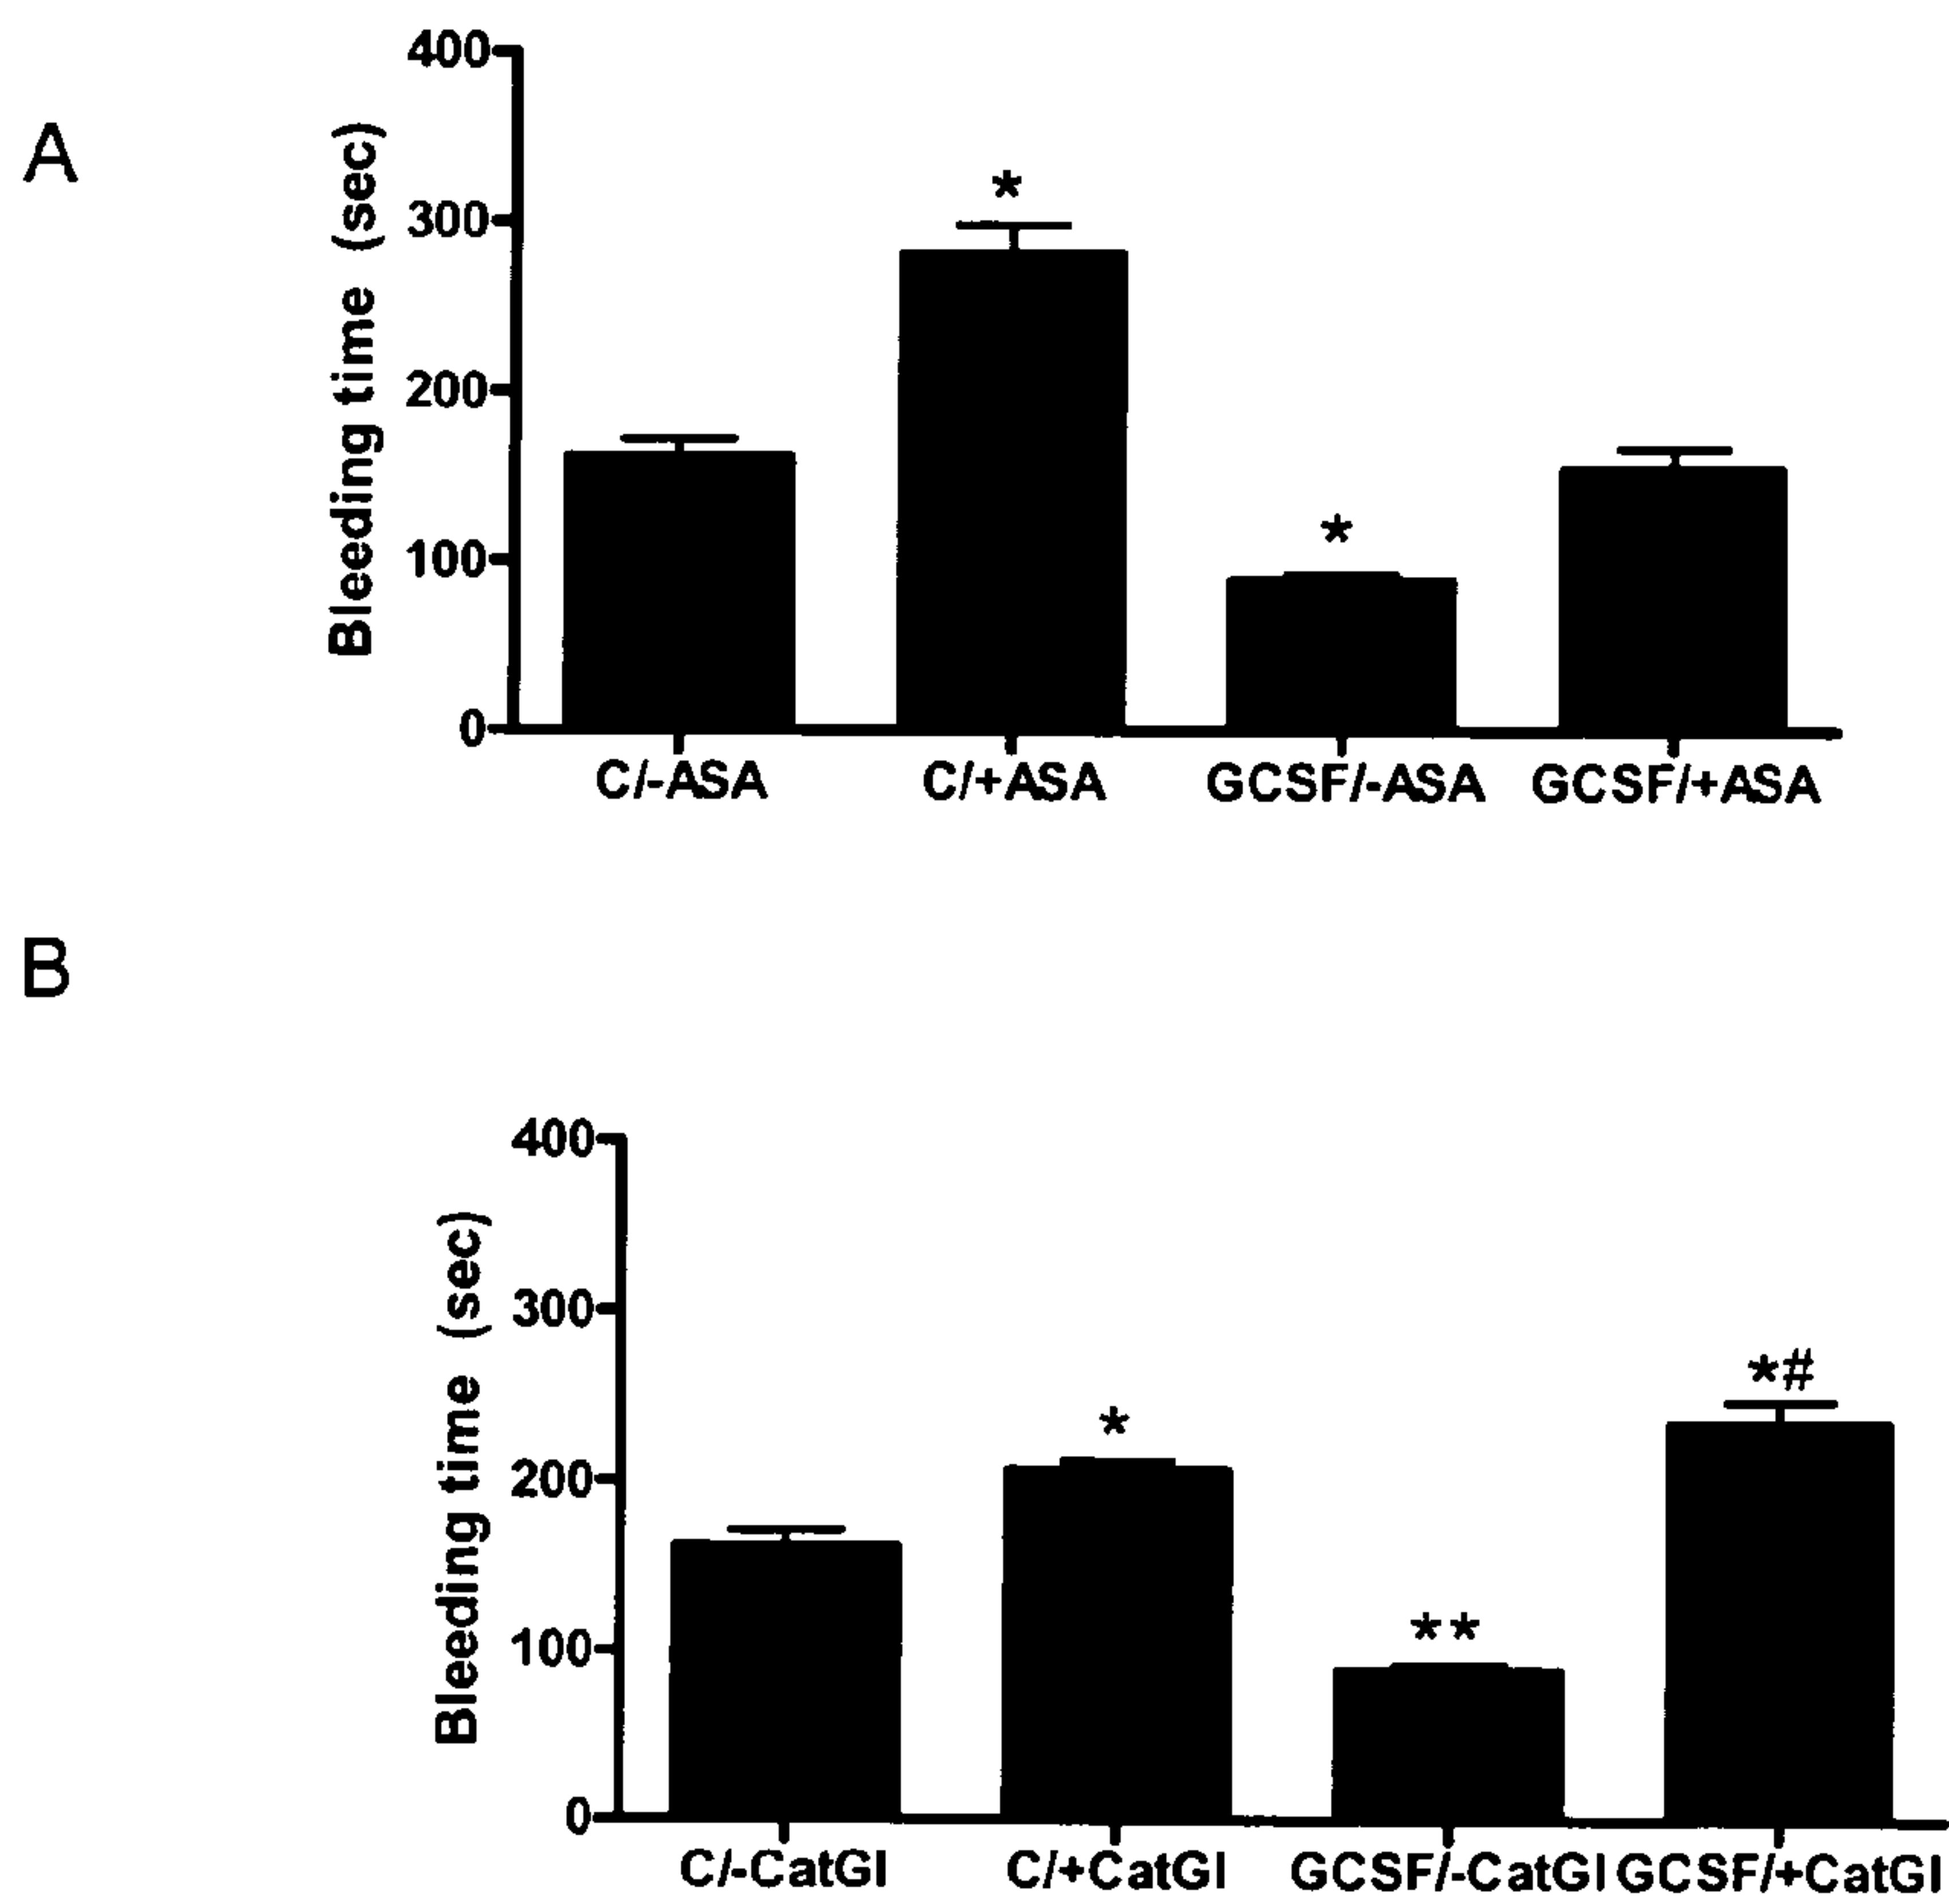 A
Bleeding time (sec)
400
300
200
100
0
*
*
C/-ASA C/+ASA GCSF/-ASA GCSF/+ASA
B
Bleeding time (sec)
400
300
200
100
0
*
**
*#
C/-CatGI C/+CatGI GCSF/-CatGI GCSF/+CatGI